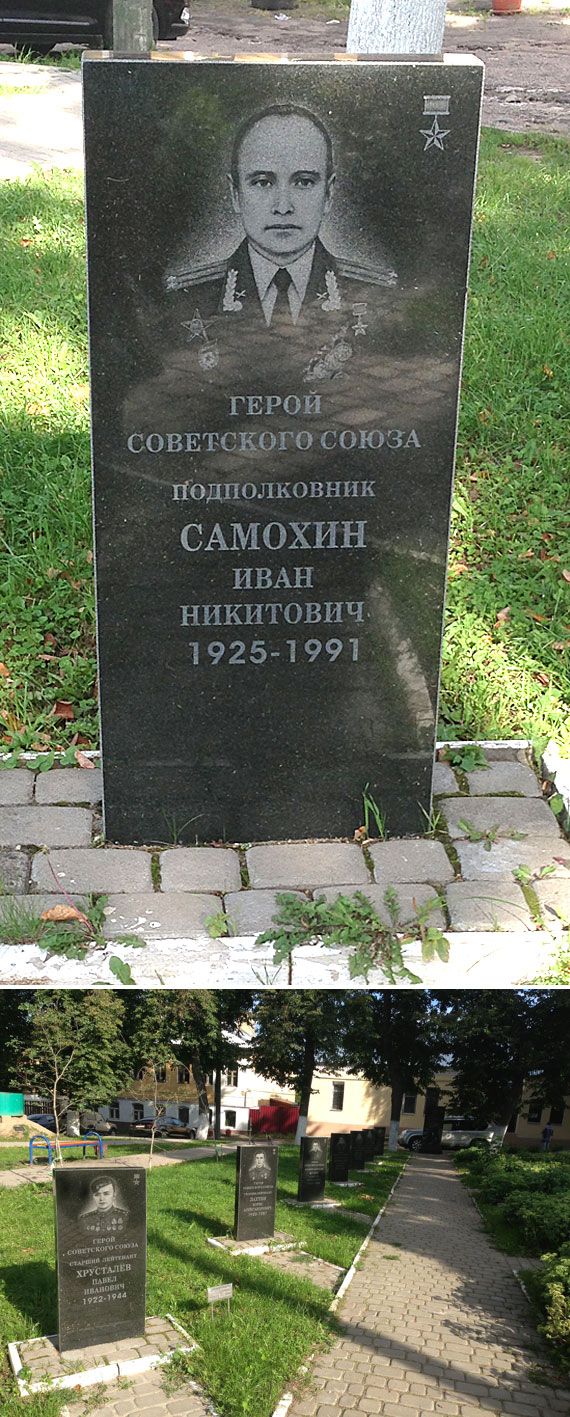 ГЕРОЙ
СОВЕТСКОГО СОЮЗА
ПОДПОЛКОВНИК
САМОХИН
ИВАН
НИКИТОВИЧ
1925-1991
ГЕРОЙ
СОВЕТСКОГО СОЮЗА
СТАРШИЙ ЛЕЙТЕНАНТ
ХРУСТАЛЕВ
ПАВЕЛ
ИВАНОВИЧ
1922-1944